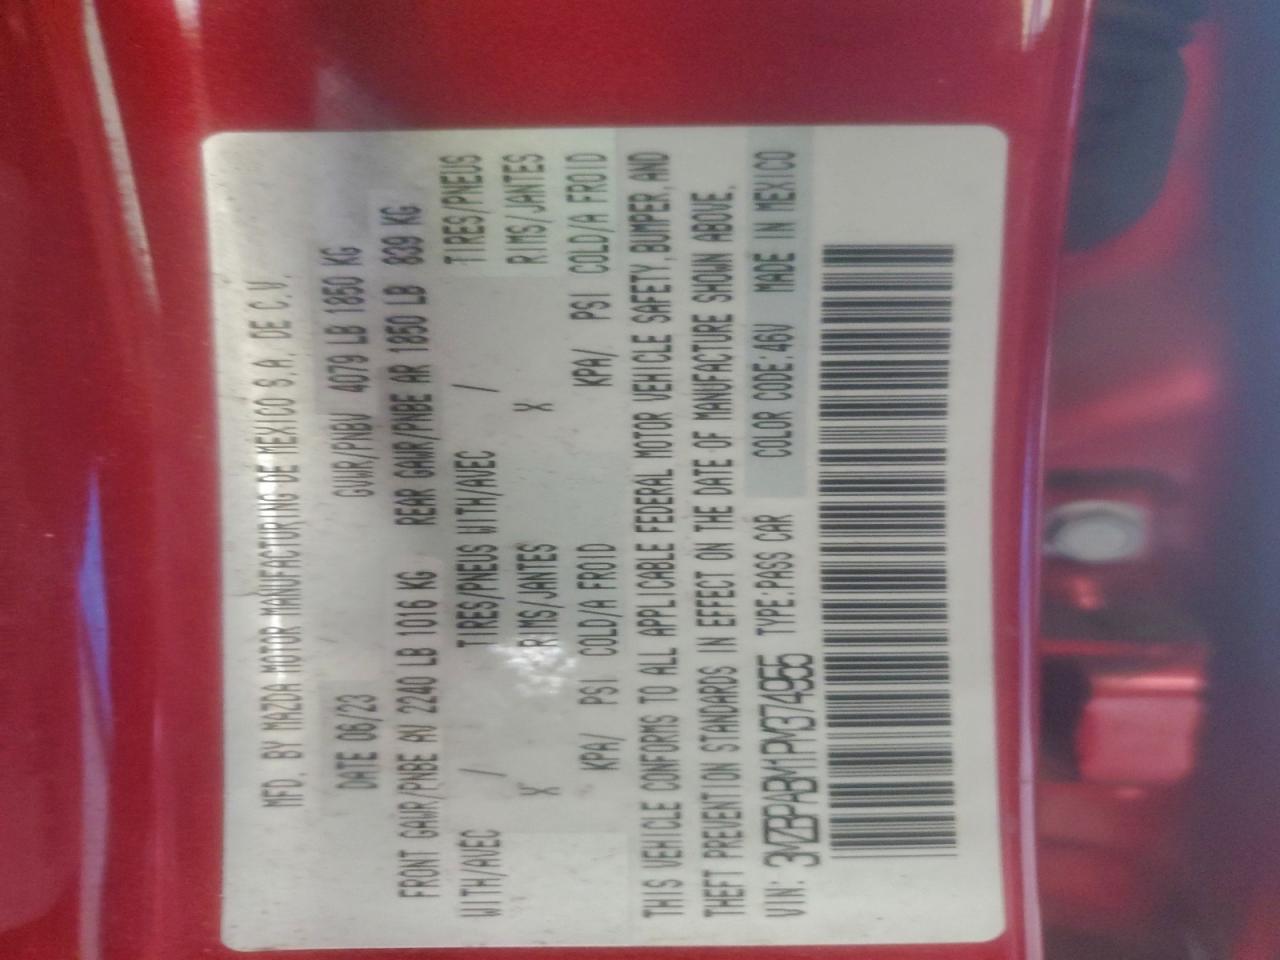 MFD. BY MAZDA MOTOR MANUFACTURING DE MEXICO S.A. DE C.V.
DATE 06/23 GVWR/PNBV 4079 LB 1850 KG
FRONT GAWR/PNBE AV 2240 LB 1016 KG REAR GAWR/PNBE AR 1850 LB 839 KG
WITH/AVEC / TIRES/PNEUS WITH/AVEC / TIRES/PNEUS
X RIMS/JANTES X RIMS/JANTES
KPA/ PSI COLD/A FROID KPA/ PSI COLD/A FROID
THIS VEHICLE CONFORMS TO ALL APPLICABLE FEDERAL MOTOR VEHICLE SAFETY,BUMPER,AND
THEFT PREVENTION STANDARDS IN EFFECT ON THE DATE OF MANUFACTURE SHOWN ABOVE.
VIN: 3MZBPABM1PM374955 TYPE:PASS CAR COLOR CODE:46V MADE IN MEXICO